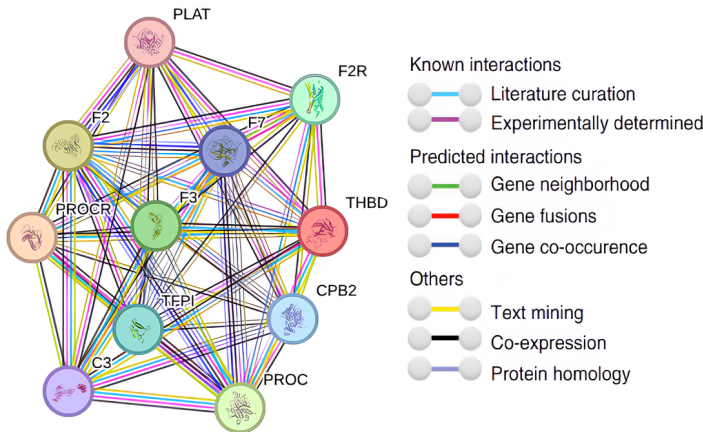 PLAT
F2R
F2
F7
PROCR
F3
THBD
TFPI
CPB2
C3
PROC
Known interactions
Literature curation
Experimentally determined
Predicted interactions
Gene neighborhood
Gene fusions
Gene co-occurence
Others
Text mining
Co-expression
Protein homology